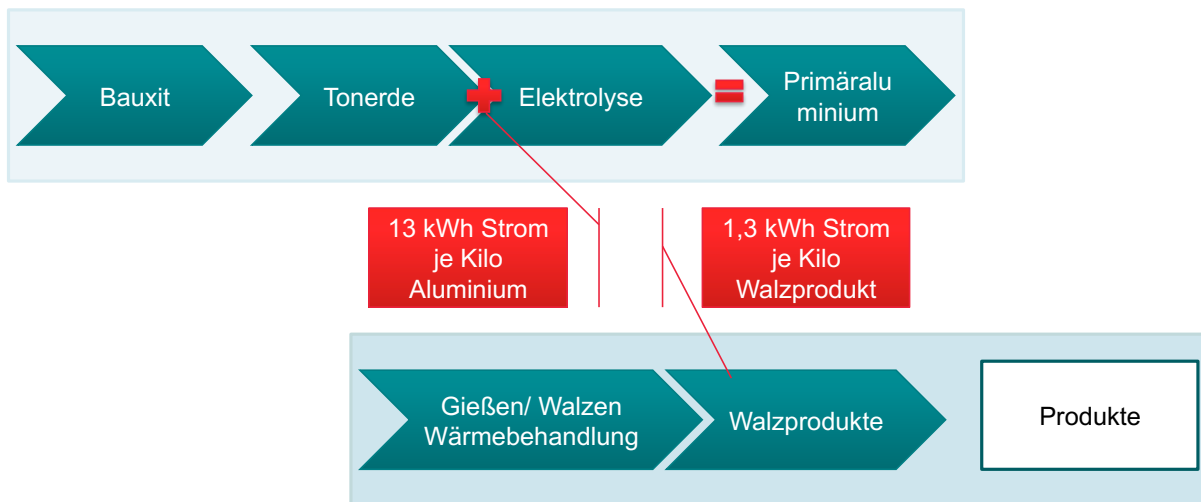 Bauxit
Tonerde
Elektrolyse
Primäralu
minium
13 kWh Strom
je Kilo
Aluminium
1,3 kWh Strom
je Kilo
Walzprodukt
Gießen/ Walzen
Wärmebehandlung
Walzprodukte
Produkte